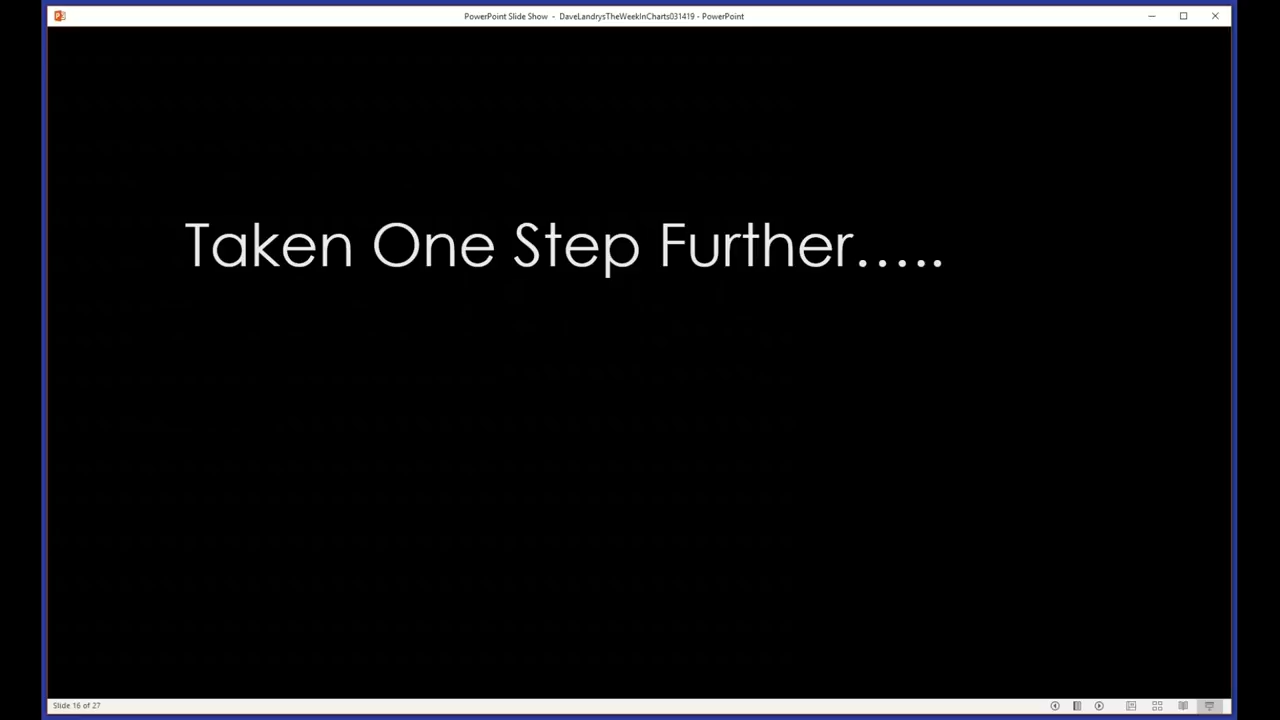 PowerPoint Slide Show - DaveLandrysTheWeekInCharts031419 - PowerPoint
Taken One Step Further.....
Slide 16 of 27